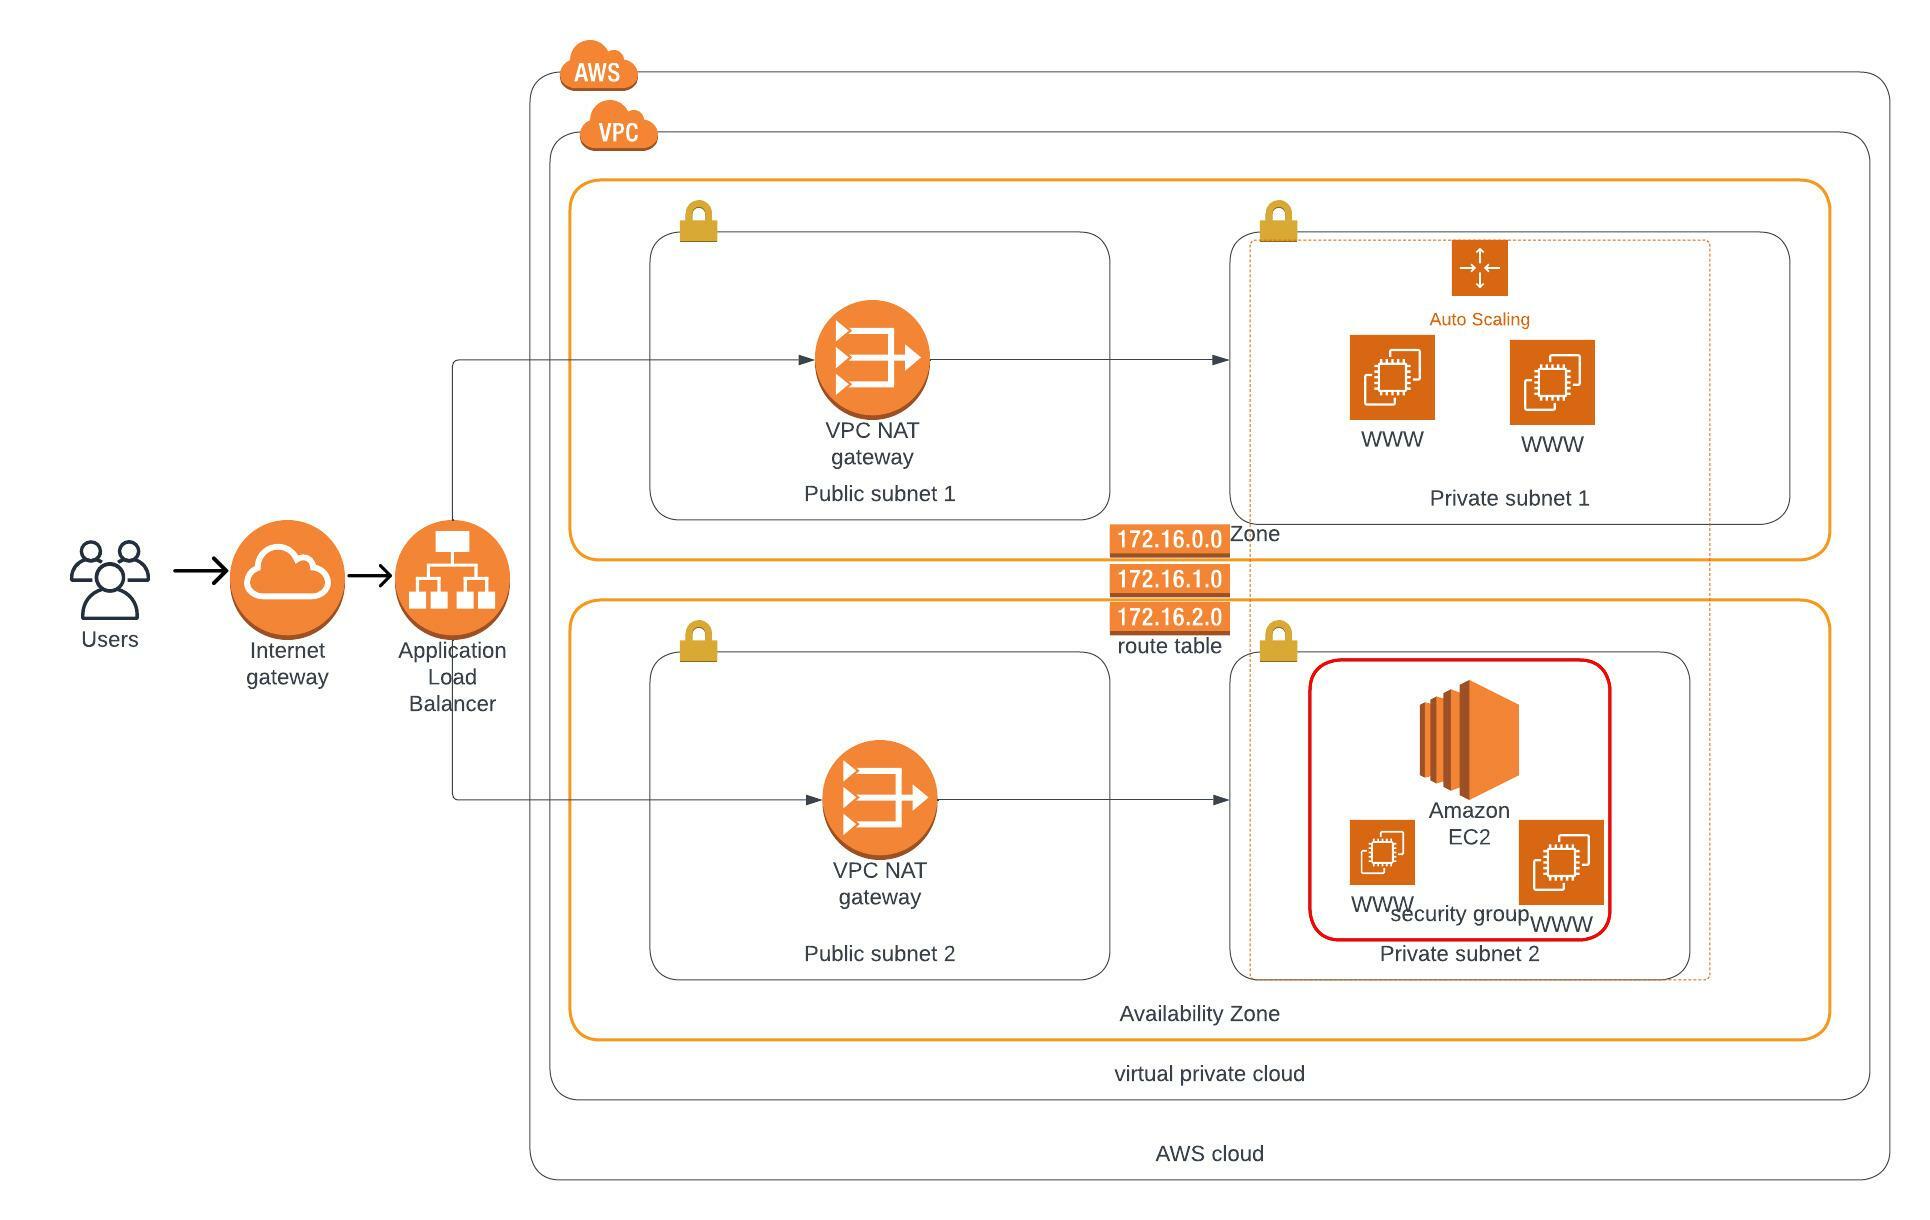 AWS
VPC
Auto Scaling
WWW
WWW
VPC NAT
gateway
Public subnet 1
Private subnet 1
172.16.0.0
Zone
172.16.1.0
172.16.2.0
route table
Users
Internet
gateway
Application
Load
Balancer
Amazon
EC2
VPC NAT
gateway
WWW
security group
WWW
Public subnet 2
Private subnet 2
Availability Zone
virtual private cloud
AWS cloud